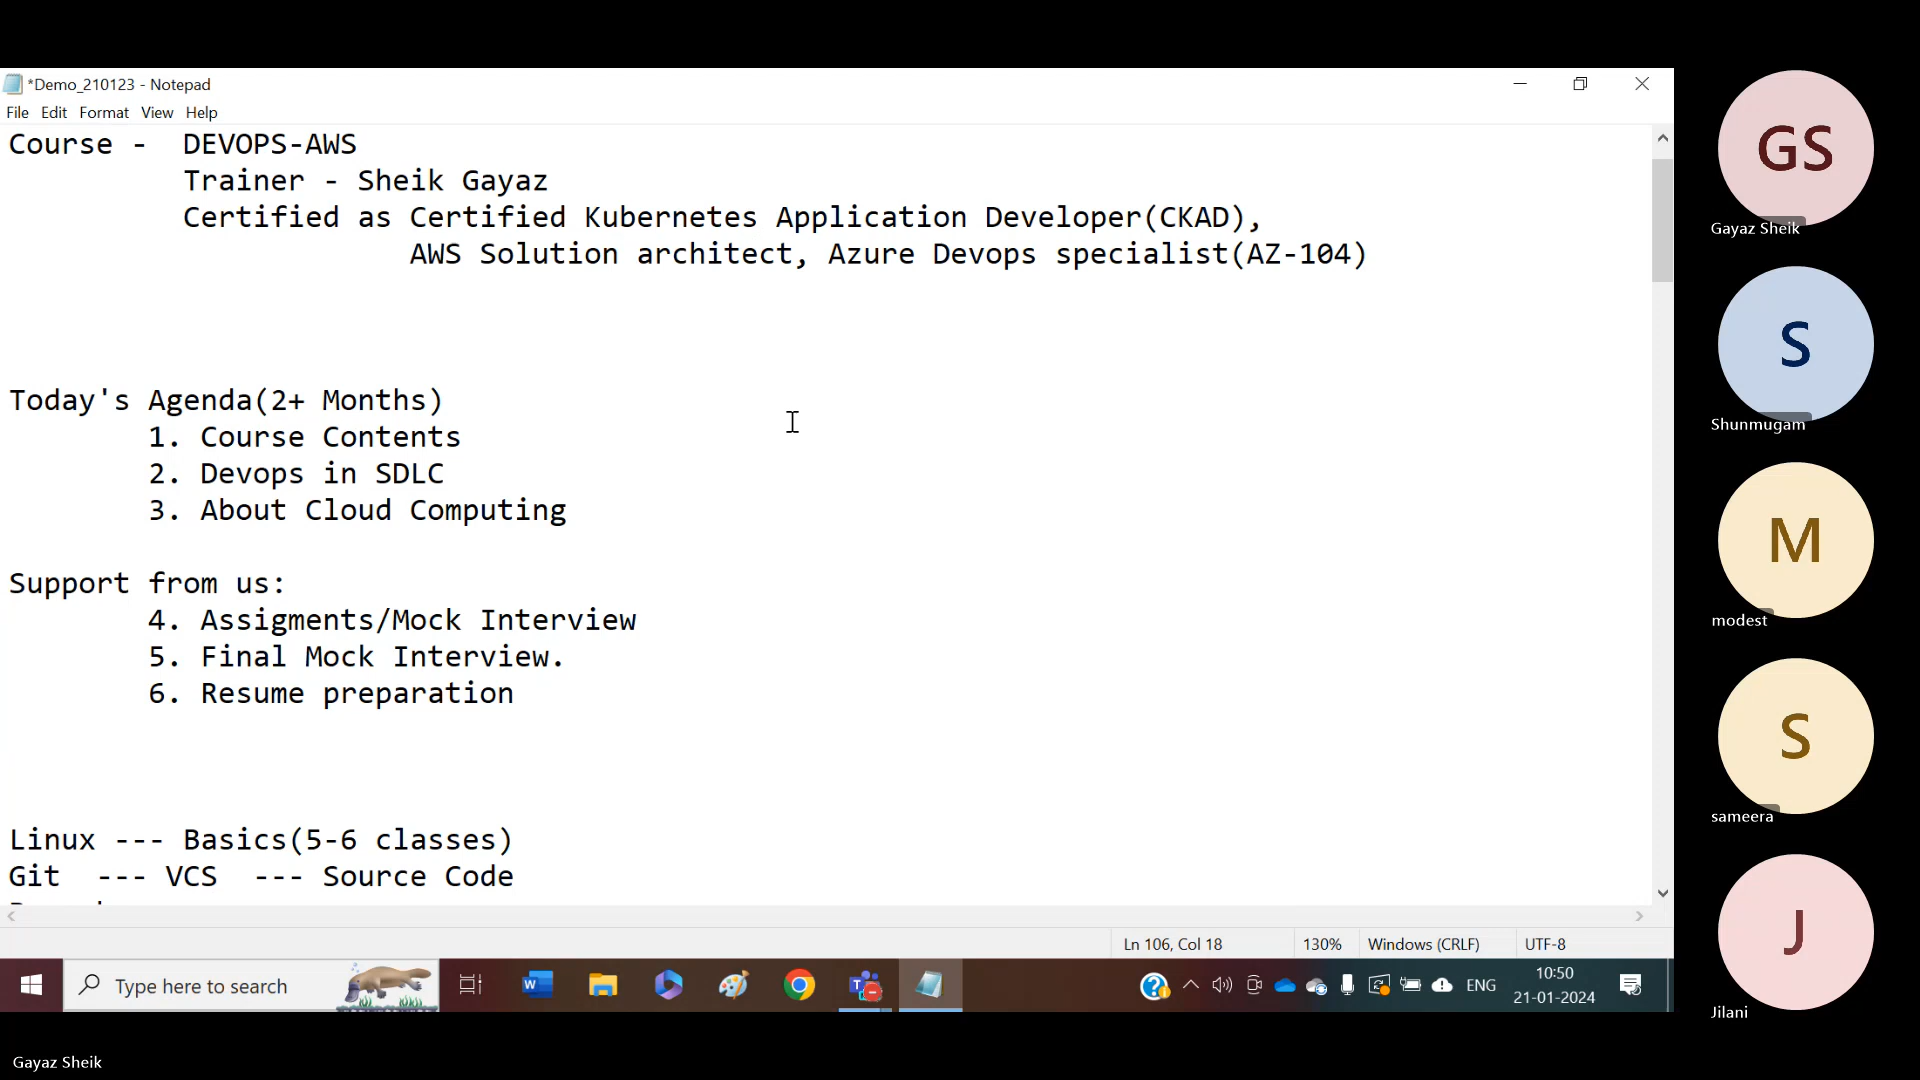 *Demo_210123 - Notepad
File Edit Format View Help
Course - DEVOPS-AWS
Trainer - Sheik Gayaz
Certified as Certified Kubernetes Application Developer(CKAD),
AWS Solution architect, Azure Devops specialist(AZ-104)
Today's Agenda(2+ Months)
1. Course Contents
2. Devops in SDLC
3. About Cloud Computing
Support from us:
4. Assigments/Mock Interview
5. Final Mock Interview.
6. Resume preparation
Linux --- Basics(5-6 classes)
Git --- VCS --- Source Code
Ln 106, Col 18 130% Windows (CRLF) UTF-8
Type here to search
ENG
10:50
21-01-2024
GS
Gayaz Sheik
S
Shunmugam
M
modest
S
sameera
J
Jilani
Gayaz Sheik